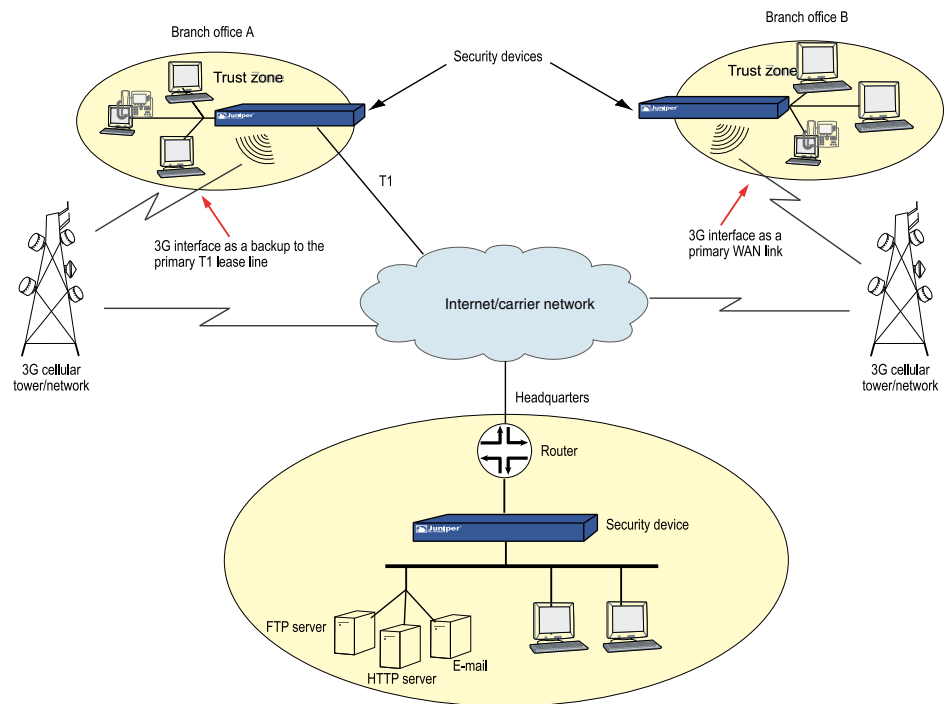 Branch office A
Branch office B
Security devices
Trust Zone
Trust Zone
Juniper
Juniper
T1
3G interface as a backup to the
primary T1 lease line
3G interface as a
primary WAN link
Internet/carrier network
3G cellular
tower/network
3G cellular
tower/network
Headquarters
Router
Juniper
Security device
FTP server
HTTP server
E-mail